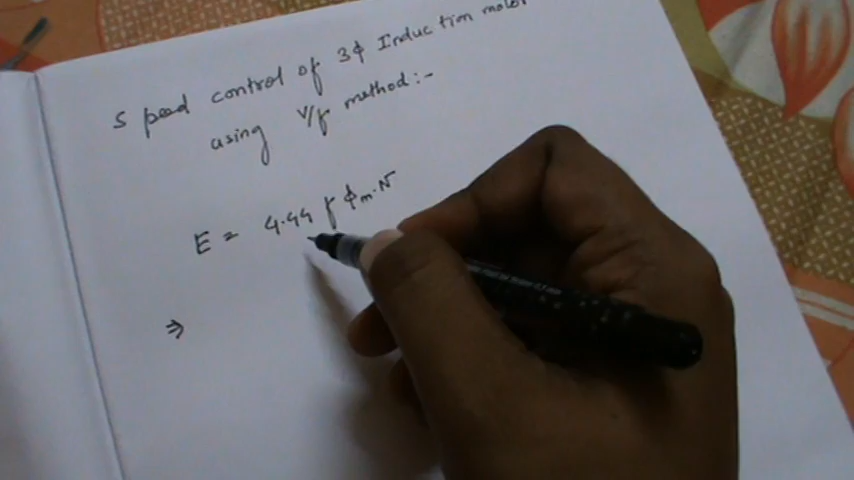 Speed control of 3ϕ Induction motor
using V/f method:-
E = 4.44 f ϕm.N
⇒